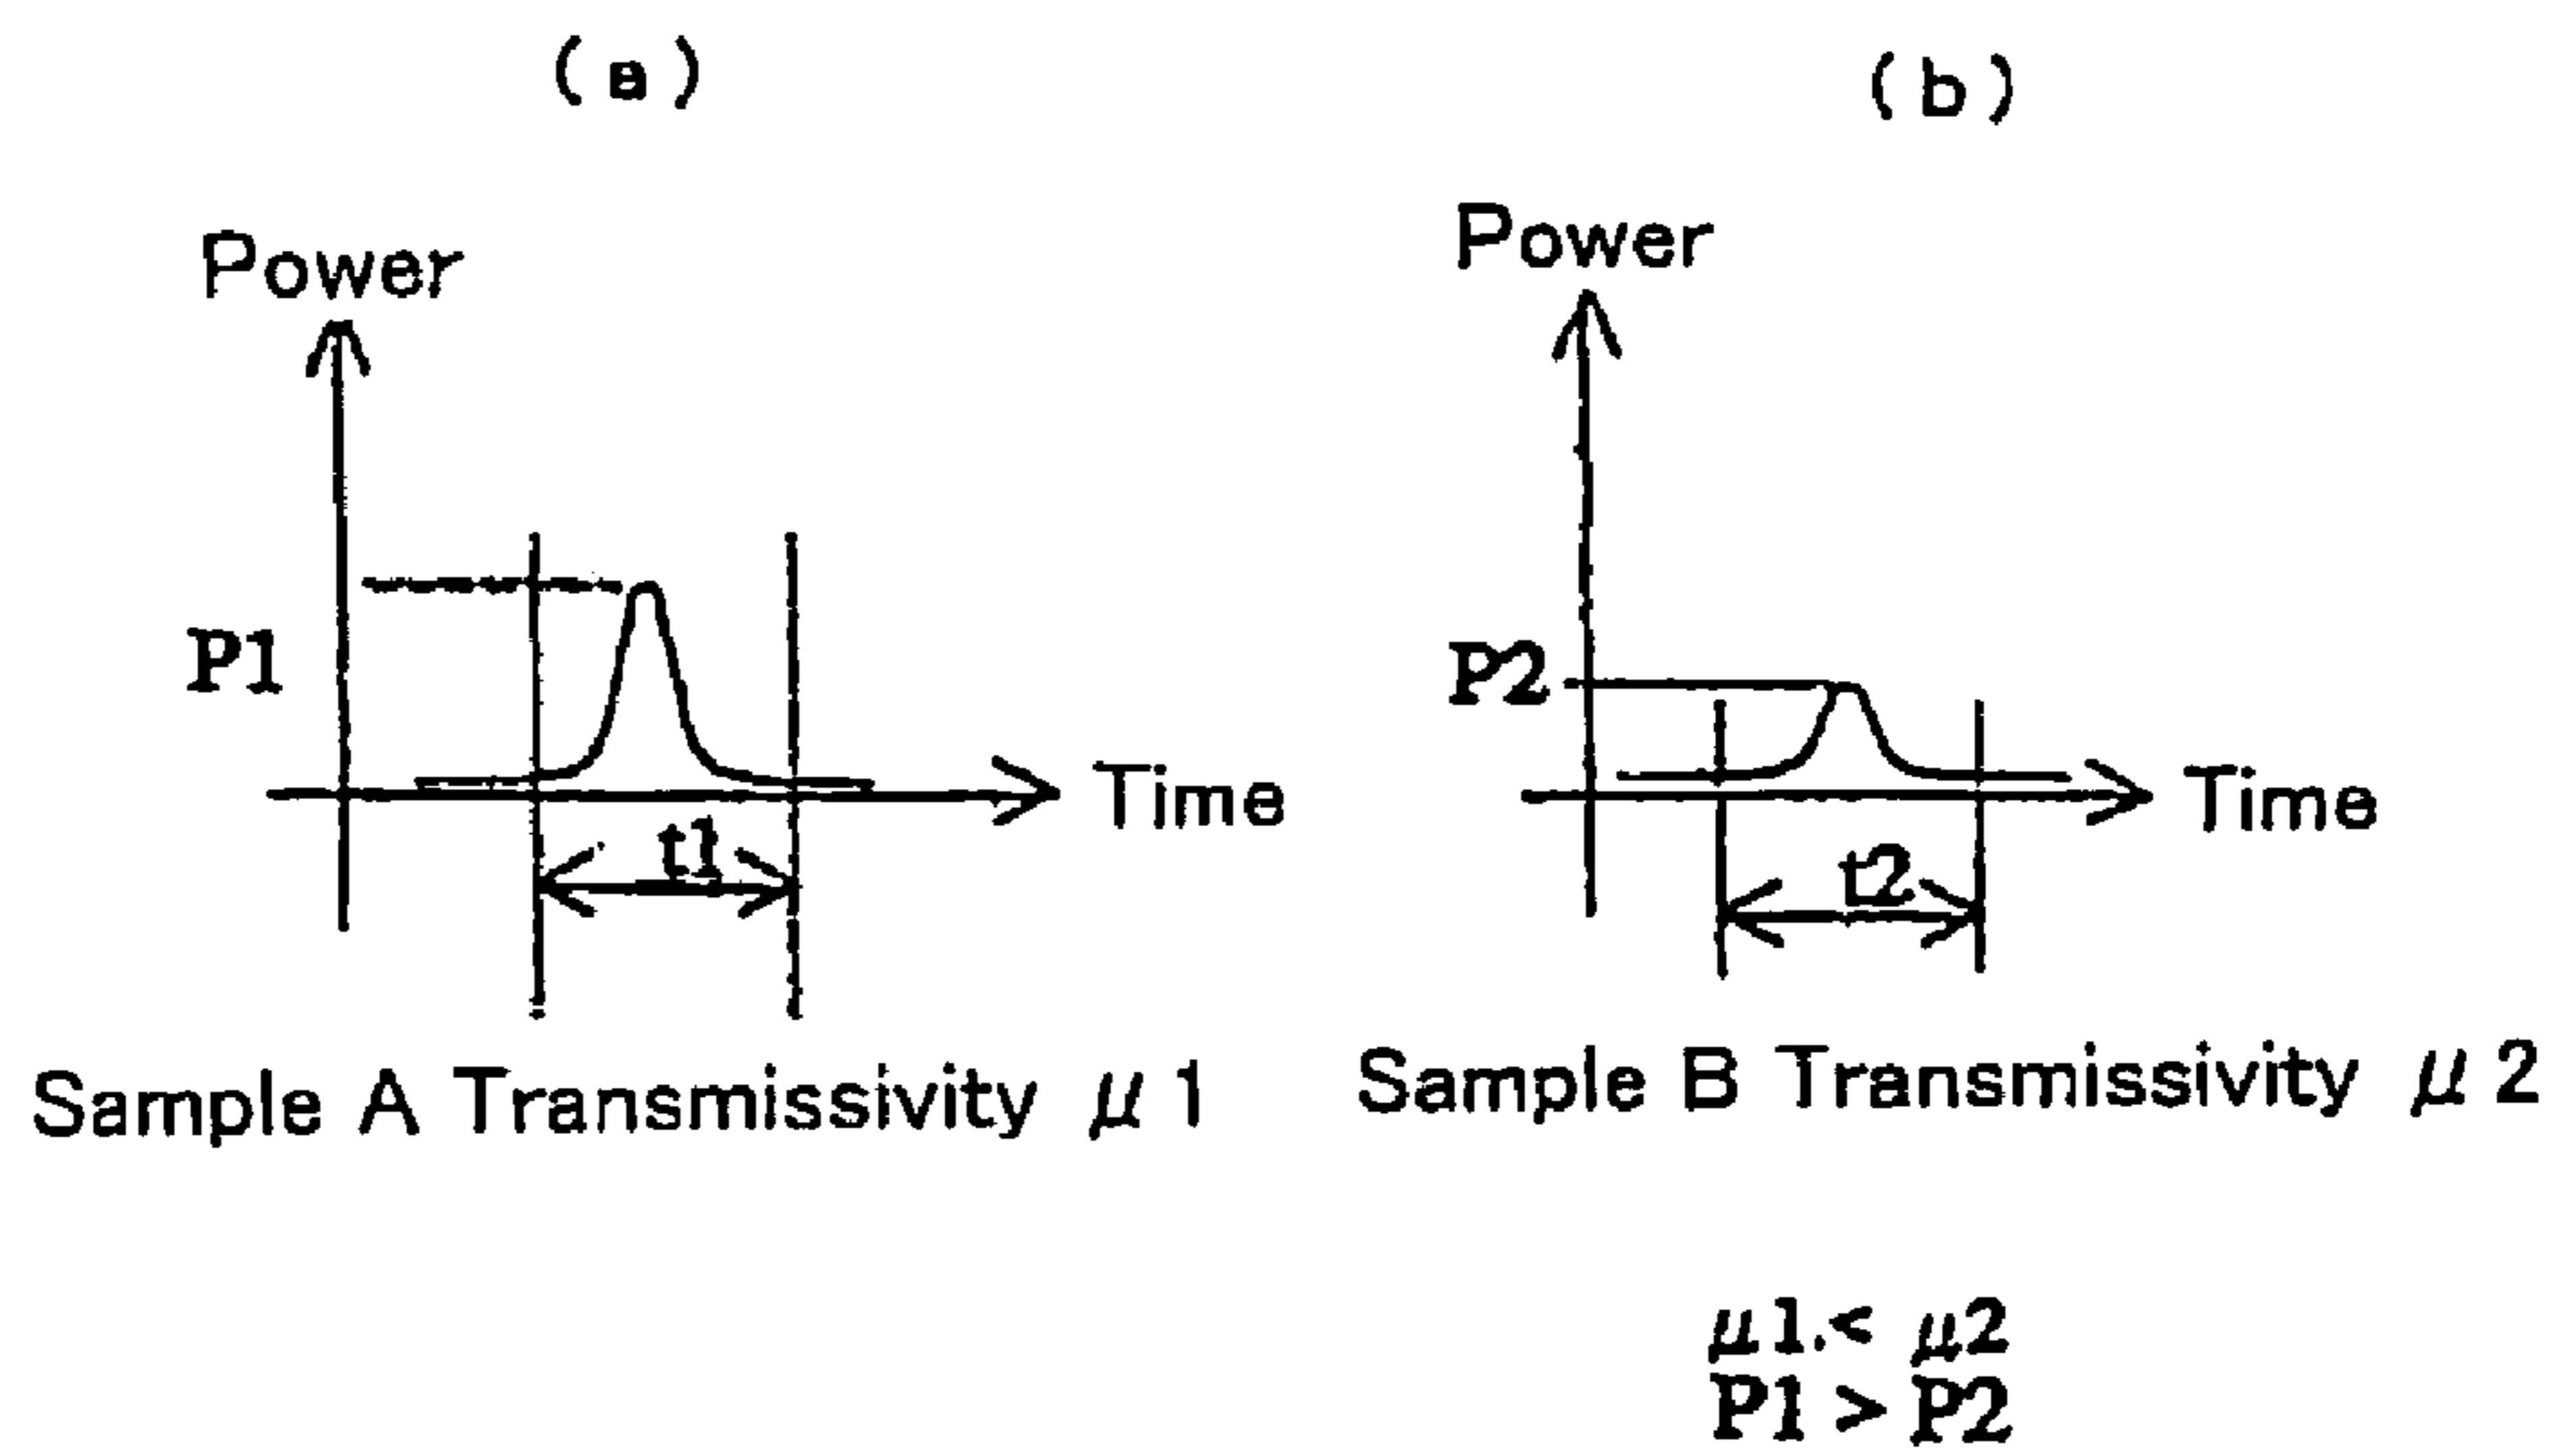 (a)
Power
P1
Time
t1
Sample A Transmissivity μ1
(b)
Power
P2
Time
t2
Sample B Transmissivity μ2
μ1.< μ2
P1 > P2